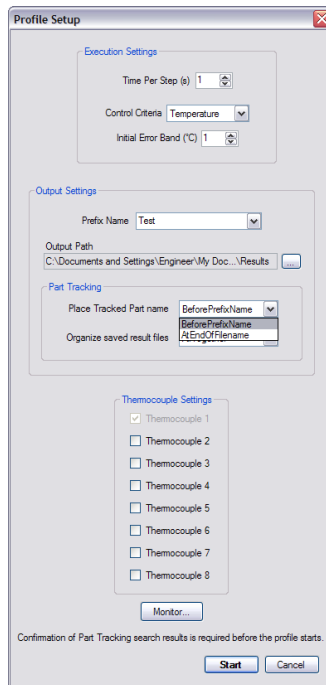 Profile Setup
Execution Settings
Time Per Step (s) 1
Control Criteria Temperature
Initial Error Band (°C) 1
Output Settings
Prefix Name Test
Output Path
C:\Documents and Settings\Engineer\My Doc...\Results ...
Part Tracking
Place Tracked Part name BeforePrefixName
BeforePrefixName
AtEndOfFilename
Organize saved result files
Thermocouple Settings
Thermocouple 1
Thermocouple 2
Thermocouple 3
Thermocouple 4
Thermocouple 5
Thermocouple 6
Thermocouple 7
Thermocouple 8
Monitor...
Confirmation of Part Tracking search results is required before the profile starts.
Start Cancel